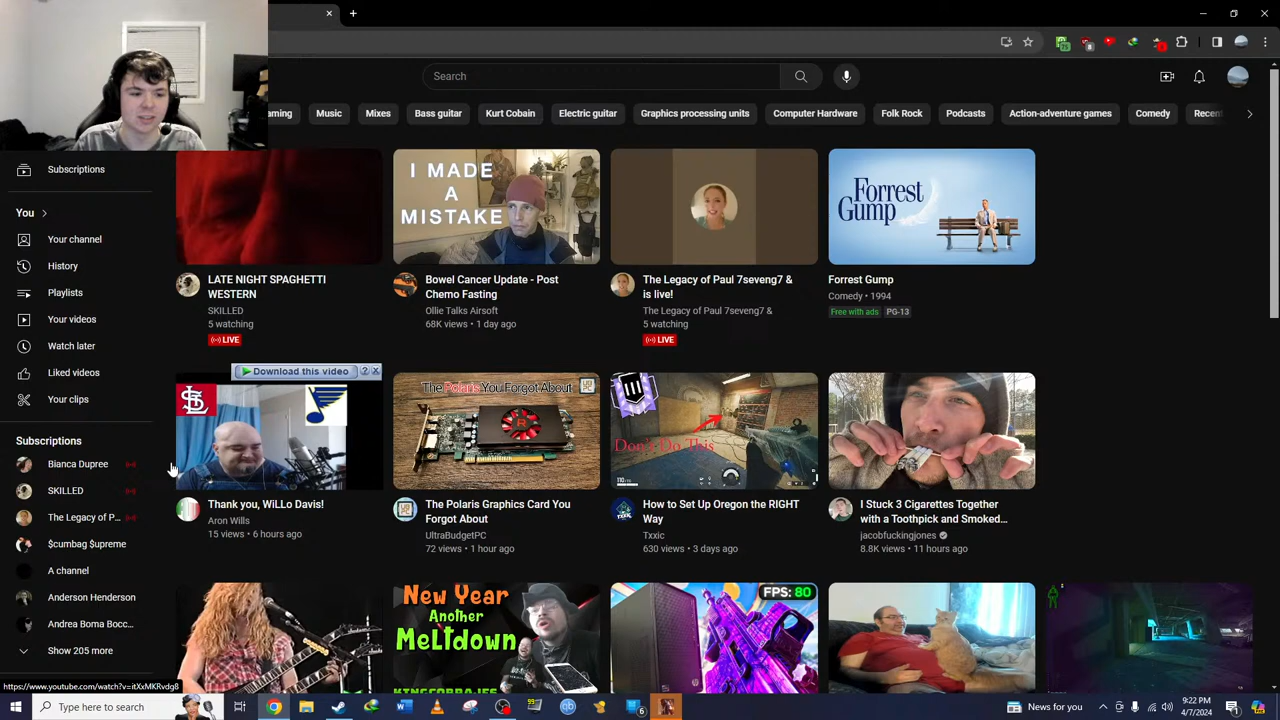 Search
aming
Music
Mixes
Bass guitar
Kurt Cobain
Electric guitar
Graphics processing units
Computer Hardware
Folk Rock
Podcasts
Action-adventure games
Comedy
Recen
Subscriptions
You
Your channel
History
Playlists
Your videos
Watch later
Liked videos
Your clips
Subscriptions
Bianca Dupree
SKILLED
The Legacy of P...
$cumbag $upreme
A channel
Anderson Henderson
Andrea Boma Bocc...
Show 205 more
LATE NIGHT SPAGHETTI
WESTERN
SKILLED
5 watching
LIVE
I MADE
A
MISTAKE
Bowel Cancer Update - Post
Chemo Fasting
Ollie Talks Airsoft
68K views • 1 day ago
The Legacy of Paul 7seveng7 &
is live!
The Legacy of Paul 7seveng7 &
5 watching
LIVE
Forrest
Gump
Forrest Gump
Comedy • 1994
Free with ads
PG-13
Download this video
Thank you, WiLlo Davis!
Aron Wills
15 views • 6 hours ago
The Polaris You Forgot About
The Polaris Graphics Card You
Forgot About
UltraBudgetPC
72 views • 1 hour ago
Don't Do This
How to Set Up Oregon the RIGHT
Way
Txxic
630 views • 3 days ago
I Stuck 3 Cigarettes Together
with a Toothpick and Smoked...
jacobfuckingjones
8.8K views • 11 hours ago
New Year
Another
Meltdown
KINGCOBRAJFS
FPS: 80
https://www.youtube.com/watch?v=itXxMKRvdg8
Type here to search
News for you
9:22 PM
4/7/2024